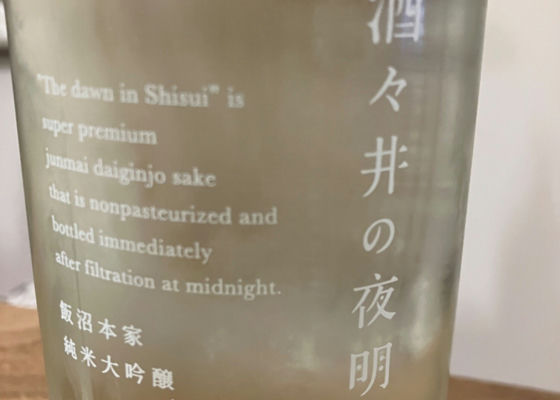 酒々井の夜明
"The dawn in Shisui" is
super premium
junmai daiginjo sake
that is nonpasteurized and
bottled immediately
after filtration at midnight.
飯沼本家
純米大吟醸